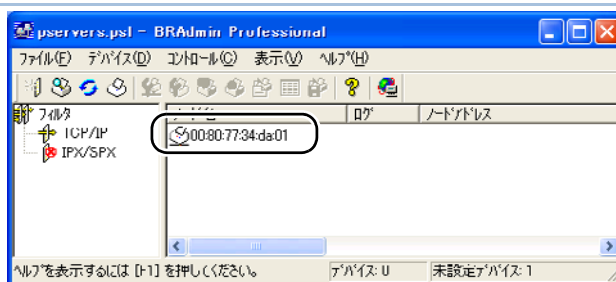 pservers.psl - BRAdmin Professional
ﾌｧｲﾙ(F) ﾃﾞﾊﾞｲｽ(D) ｺﾝﾄﾛｰﾙ(C) 表示(V) ﾍﾙﾌﾟ(H)
ﾌｨﾙﾀ
TCP/IP
IPX/SPX
ﾛｸﾞ ﾉｰﾄﾞｱﾄﾞﾚｽ
00:80:77:34:da:01
ﾍﾙﾌﾟを表示するには [F1] を押してください。 ﾃﾞﾊﾞｲｽ: 0 未設定ﾃﾞﾊﾞｲｽ: 1